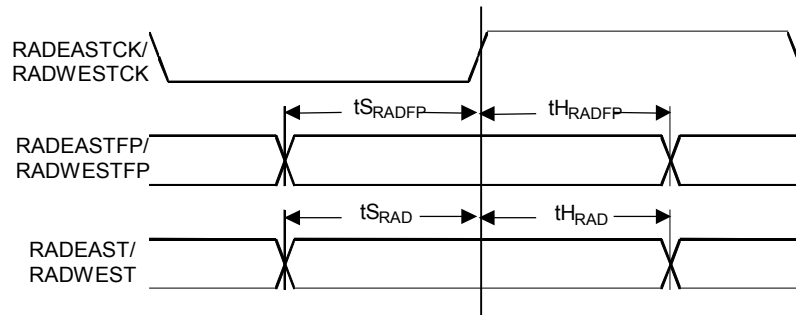 RADEASTCK/
RADWESTCK
tSRADFP
tHRADFP
RADEASTFP/
RADWESTFP
tSRAD
tHRAD
RADEAST/
RADWEST